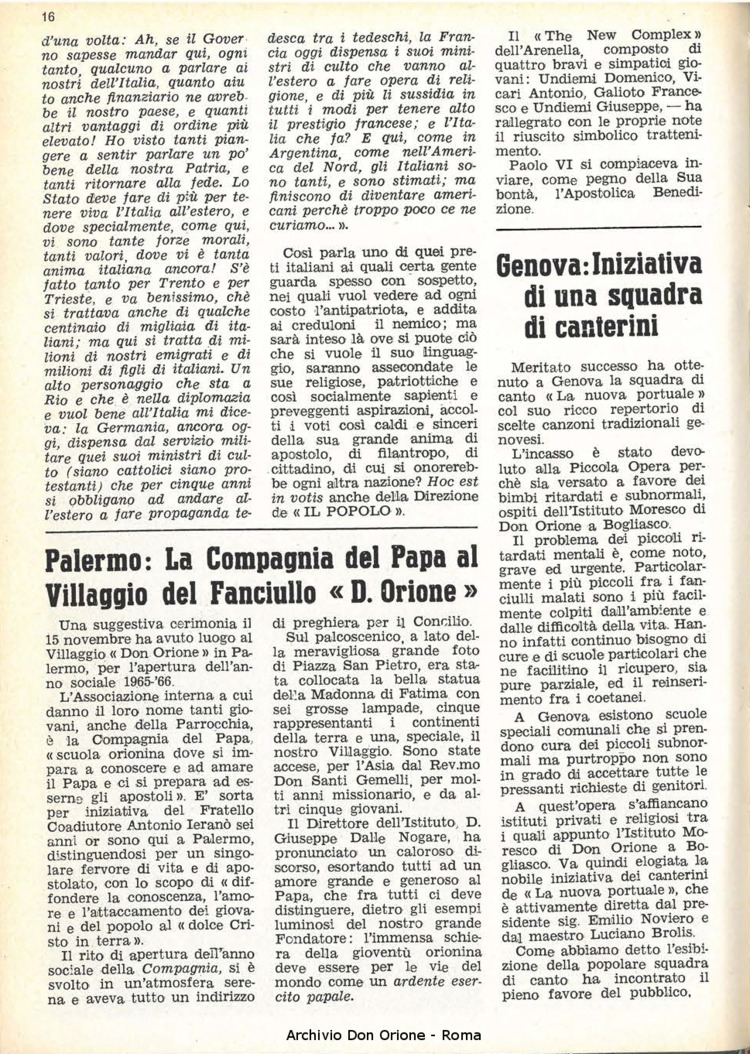 16
d'una volta: Ah, se il Gover
no sapesse mandar qui, ogni
tanto, qualcuno a parlare ai
nostri dell'Italia, quanto aiu
to anche finanziario ne avreb-
be il nostro paese, e quanti
altri vantaggi di ordine più
elevato! Ho visto tanti pian-
gere a sentir parlare un po'
bene della nostra Patria, e
tanti ritornare alla fede. Lo
Stato deve fare di più per te-
nere viva l'Italia all'estero, e
dove specialmente, come qui,
vi sono tante forze morali,
tanti valori, dove vi è tanta
anima italiana ancora! S'è
fatto tanto per Trento e per
Trieste, e va benissimo, chè
si trattava anche di qualche
centinaio di migliaia di ita-
liani; ma qui si tratta di mi-
lioni di nostri emigrati e di
milioni di figli di italiani. Un
alto personaggio che sta a
Rio e che è nella diplomazia
e vuol bene all'Italia mi dice-
va: la Germania, ancora og-
gi, dispensa dal servizio mili-
tare quei suoi ministri di cul-
to (siano cattolici siano pro-
testanti) che per cinque anni
si obbligano ad andare al-
l'estero a fare propaganda te-
desca tra i tedeschi, la Fran-
cia oggi dispensa i suoi mini-
stri di culto che vanno al-
l'estero a fare opera di reli-
gione, e di più li sussidia in
tutti i modi per tenere alto
il prestigio francese; e l'Ita-
lia che fa? E qui, come in
Argentina, come nell'Ameri-
ca del Nord, gli Italiani so-
no tanti, e sono stimati; ma
finiscono di diventare ameri-
cani perchè troppo poco ce ne
curiamo... ».
Così parla uno di quei pre-
ti italiani ai quali certa gente
guarda spesso con sospetto,
nei quali vuol vedere ad ogni
costo l'antipatriota, e addita
ai creduloni il nemico; ma
sarà inteso là ove si puote ciò
che si vuole il suo linguag-
gio, saranno assecondate le
sue religiose, patriottiche e
così socialmente sapienti e
preveggenti aspirazioni, accol-
ti i voti così caldi e sinceri
della sua grande anima di
apostolo, di filantropo, di
cittadino, di cui si onorereb-
be ogni altra nazione? Hoc est
in votis anche della Direzione
de « IL POPOLO ».
Palermo: La Compagnia del Papa al
Villaggio del Fanciullo « D. Orione »
Una suggestiva cerimonia il
15 novembre ha avuto luogo al
Villaggio « Don Orione » in Pa-
lermo, per l'apertura dell'an-
no sociale 1965-'66.
L'Associazione interna a cui
danno il loro nome tanti gio-
vani, anche della Parrocchia,
è la Compagnia del Papa,
« scuola orionina dove si im-
para a conoscere e ad amare
il Papa e ci si prepara ad es-
serne gli apostoli ». E' sorta
per iniziativa del Fratello
Coadiutore Antonio Ieranò sei
anni or sono qui a Palermo,
distinguendosi per un singo-
lare fervore di vita e di apo-
stolato, con lo scopo di « dif-
fondere la conoscenza, l'amo-
re e l'attaccamento dei giova-
ni e del popolo al « dolce Cri-
sto in terra ».
Il rito di apertura dell'anno
sociale della Compagnia, si è
svolto in un'atmosfera sere-
na e aveva tutto un indirizzo
di preghiera per il Concilio.
Sul palcoscenico, a lato del-
la meravigliosa grande foto
di Piazza San Pietro, era sta-
ta collocata la bella statua
della Madonna di Fatima con
sei grosse lampade, cinque
rappresentanti i continenti
della terra e una, speciale, il
nostro Villaggio. Sono state
accese, per l'Asia dal Rev.mo
Don Santi Gemelli, per mol-
ti anni missionario, e da al-
tri cinque giovani.
Il Direttore dell'Istituto, D.
Giuseppe Dalle Nogare, ha
pronunciato un caloroso di-
scorso, esortando tutti ad un
amore grande e generoso al
Papa, che fra tutti ci deve
distinguere, dietro gli esempi
luminosi del nostro grande
Fondatore: l'immensa schie-
ra della gioventù orionina
deve essere per le vie del
mondo come un ardente eser-
cito papale.
Il « The New Complex »
dell'Arenella, composto di
quattro bravi e simpatici gio-
vani: Undiemi Domenico, Vi-
cari Antonio, Galioto France-
sco e Undiemi Giuseppe, — ha
rallegrato con le proprie note
il riuscito simbolico tratteni-
mento.
Paolo VI si compiaceva in-
viare, come pegno della Sua
bontà, l'Apostolica Benedi-
zione.
Genova: Iniziativa
di una squadra
di canterini
Meritato successo ha otte-
nuto a Genova la squadra di
canto « La nuova portuale »
col suo ricco repertorio di
scelte canzoni tradizionali ge-
novesi.
L'incasso è stato devo-
luto alla Piccola Opera per-
chè sia versato a favore dei
bimbi ritardati e subnormali,
ospiti dell'Istituto Moresco di
Don Orione a Bogliasco.
Il problema dei piccoli ri-
tardati mentali è, come noto,
grave ed urgente. Particolar-
mente i più piccoli fra i fan-
ciulli malati sono i più facil-
mente colpiti dall'ambiente e
dalle difficoltà della vita. Han-
no infatti continuo bisogno di
cure e di scuole particolari che
ne facilitino il ricupero, sia
pure parziale, ed il reinseri-
mento fra i coetanei.
A Genova esistono scuole
speciali comunali che si pren-
dono cura dei piccoli subnor-
mali ma purtroppo non sono
in grado di accettare tutte le
pressanti richieste di genitori.
A quest'opera s'affiancano
istituti privati e religiosi tra
i quali appunto l'Istituto Mo-
resco di Don Orione a Bo-
gliasco. Va quindi elogiata la
nobile iniziativa dei canterini
de « La nuova portuale », che
è attivamente diretta dal pre-
sidente sig. Emilio Noviero e
dal maestro Luciano Brolis.
Come abbiamo detto l'esibi-
zione della popolare squadra
di canto ha incontrato il
pieno favore del pubblico,
Archivio Don Orione - Roma